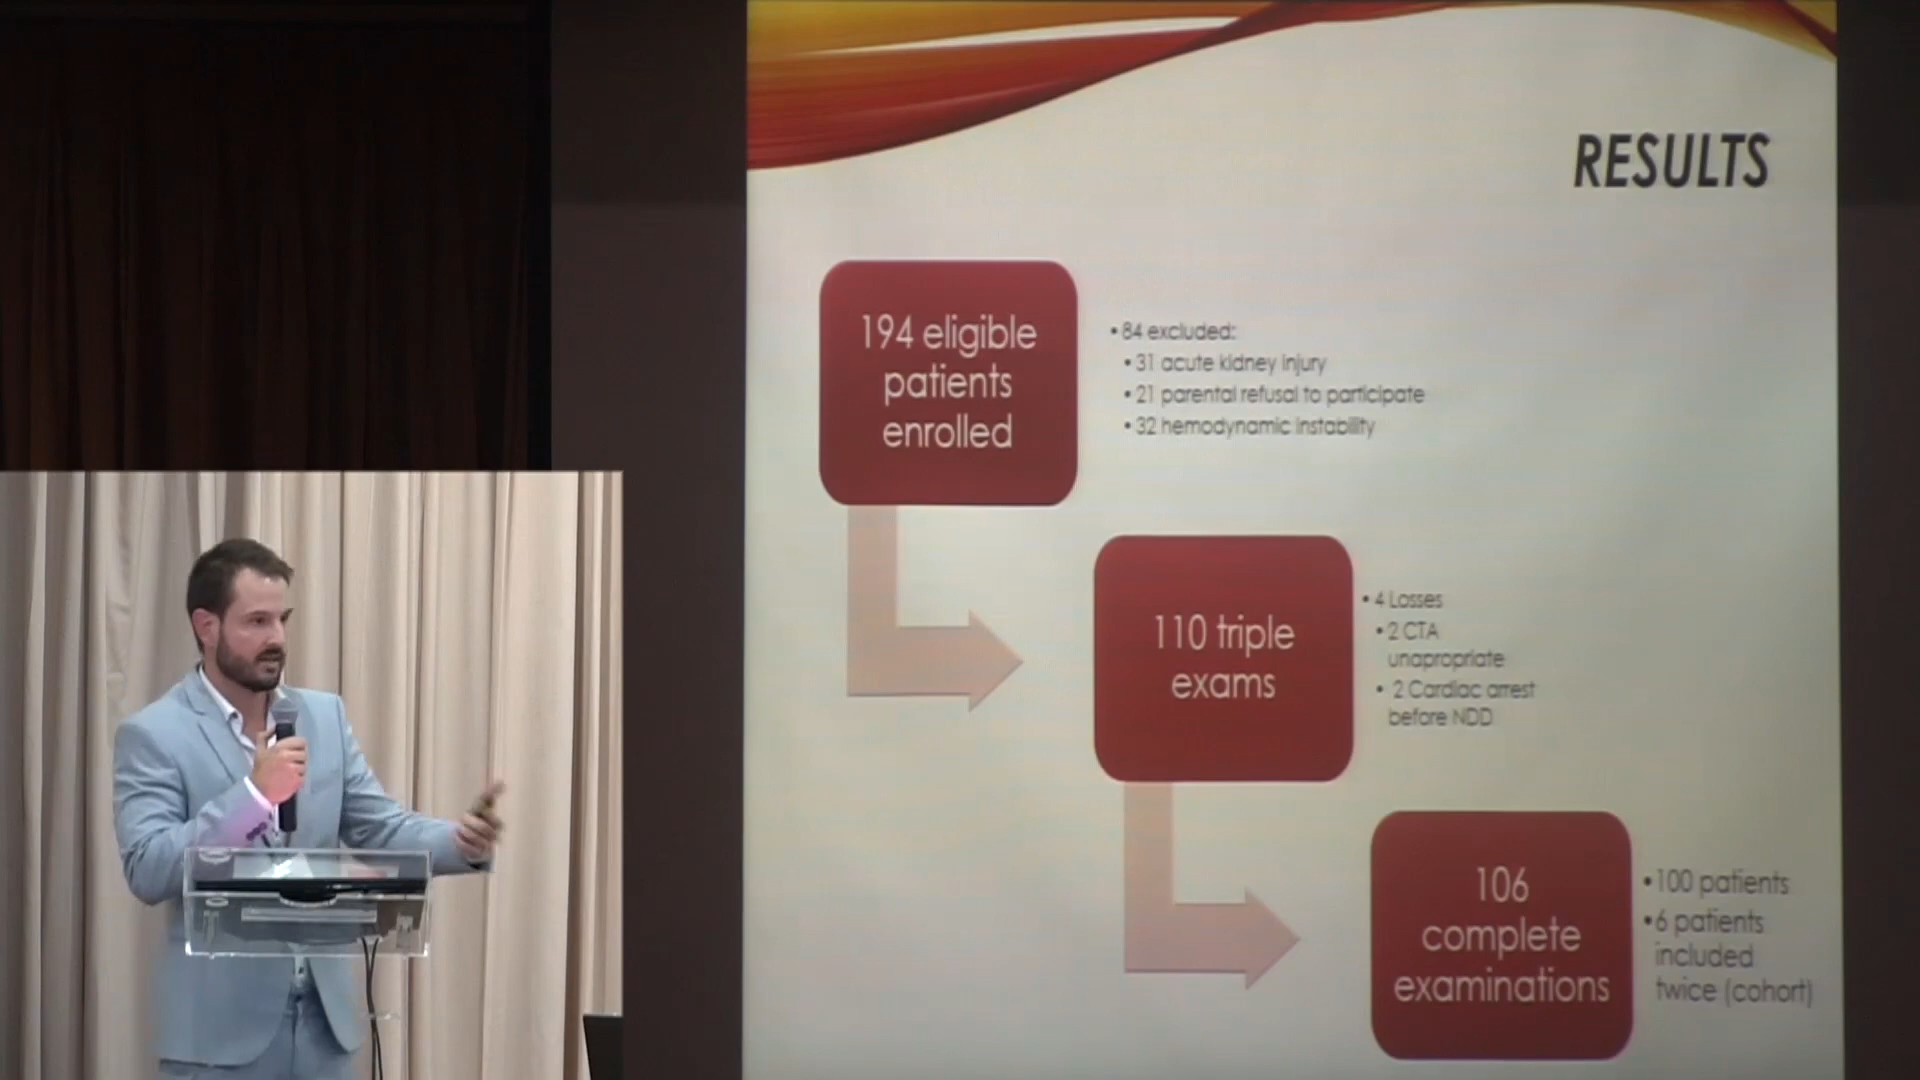 RESULTS
194 eligible
patients
enrolled
• 84 excluded:
• 31 acute kidney injury
• 21 parental refusal to participate
• 32 hemodynamic instability
110 triple
exams
• 4 Losses
• 2 CTA
unapropriate
• 2 Cardiac arrest
before NDD
106
complete
examinations
• 100 patients
• 6 patients
included
twice (cohort)